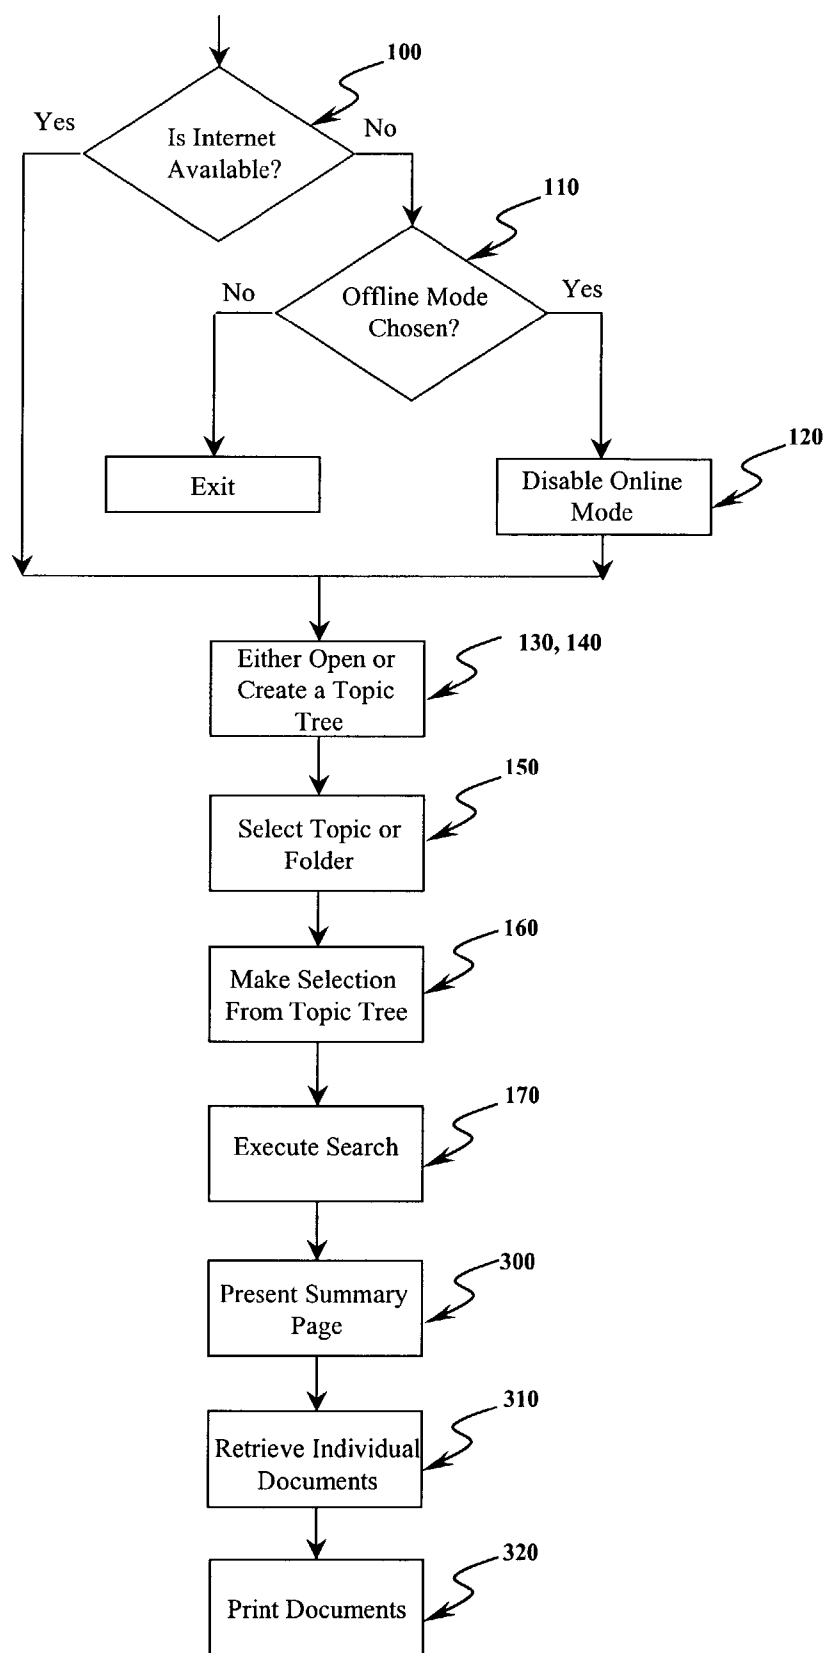 100
Yes
No
Is Internet
Available?
110
No
Yes
Offline Mode
Chosen?
120
Exit
Disable Online
Mode
130, 140
Either Open or
Create a Topic
Tree
150
Select Topic or
Folder
160
Make Selection
From Topic Tree
170
Execute Search
300
Present Summary
Page
310
Retrieve Individual
Documents
320
Print Documents